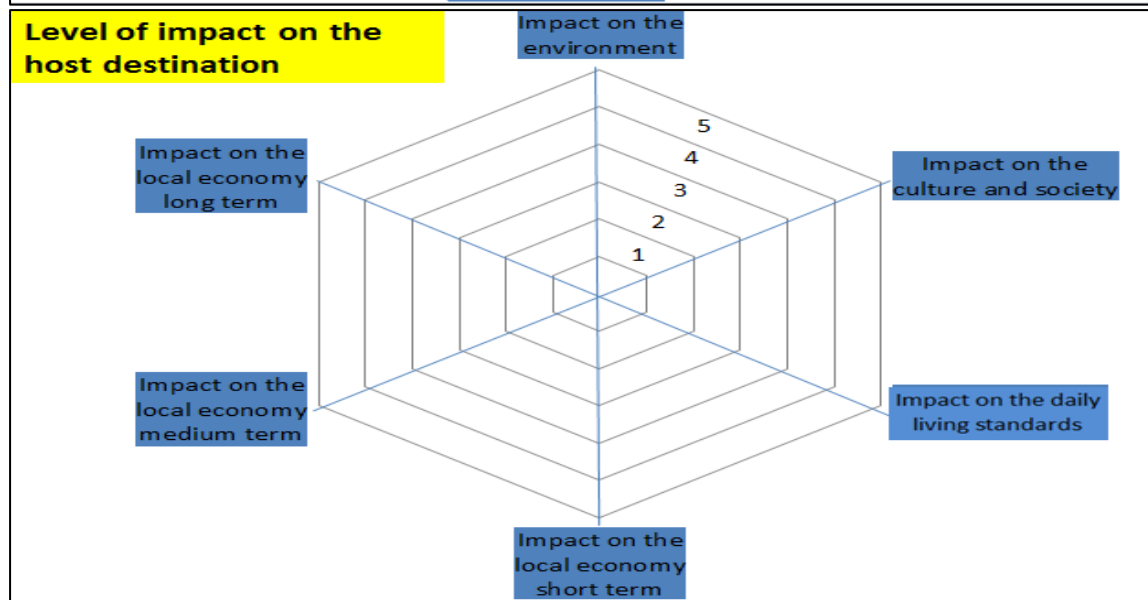 Level of impact on the
host destination
Impact on the
environment
5
4
3
2
1
Impact on the
local economy
long term
Impact on the
culture and society
Impact on the
local economy
medium term
Impact on the daily
living standards
Impact on the
local economy
short term